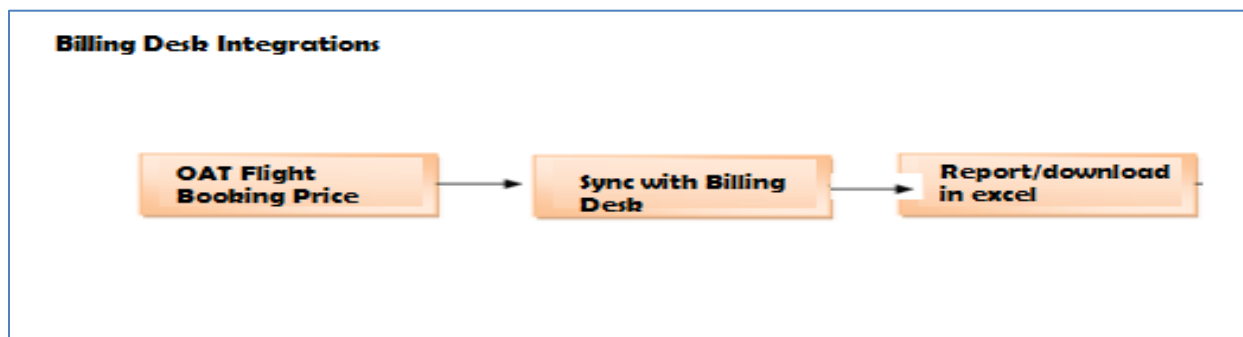 Billing Desk Integrations
OAT Flight
Booking Price
Sync with Billing
Desk
Report/download
in excel